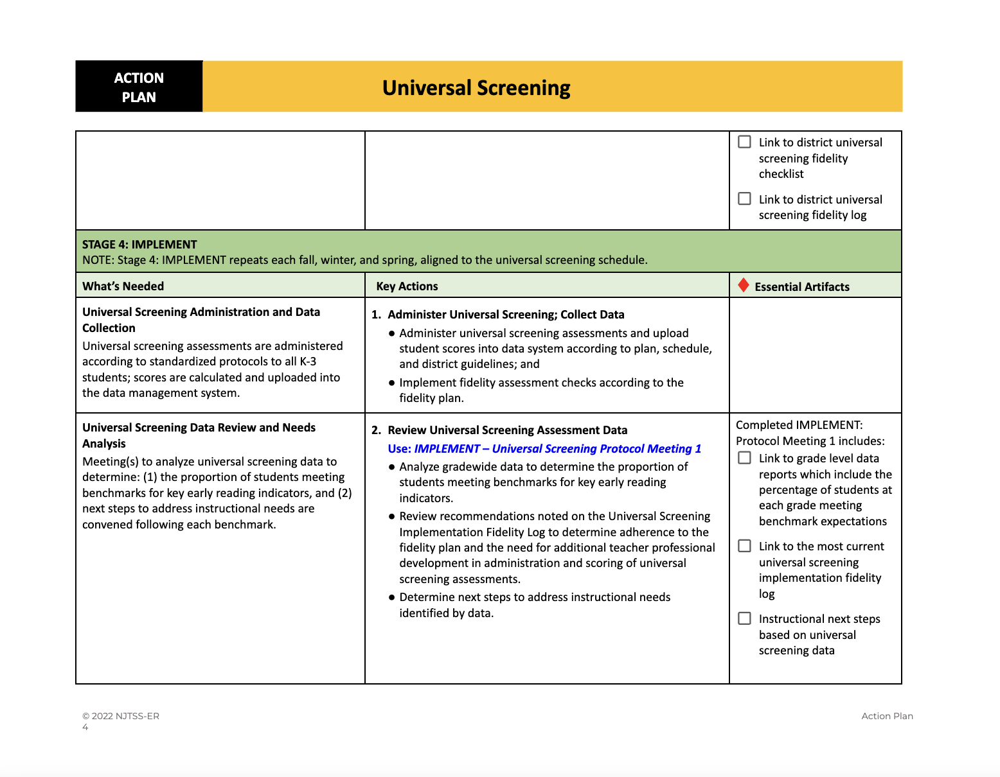 ACTION
PLAN
Universal Screening
☐ Link to district universal
screening fidelity
checklist
☐ Link to district universal
screening fidelity log
STAGE 4: IMPLEMENT
NOTE: Stage 4: IMPLEMENT repeats each fall, winter, and spring, aligned to the universal screening schedule.
What’s Needed
Key Actions
Essential Artifacts
Universal Screening Administration and Data
Collection
Universal screening assessments are administered
according to standardized protocols to all K-3
students; scores are calculated and uploaded into
the data management system.
1. Administer Universal Screening; Collect Data
● Administer universal screening assessments and upload
student scores into data system according to plan, schedule,
and district guidelines; and
● Implement fidelity assessment checks according to the
fidelity plan.
Universal Screening Data Review and Needs
Analysis
Meeting(s) to analyze universal screening data to
determine: (1) the proportion of students meeting
benchmarks for key early reading indicators, and (2)
next steps to address instructional needs are
convened following each benchmark.
2. Review Universal Screening Assessment Data
Use: IMPLEMENT – Universal Screening Protocol Meeting 1
● Analyze gradewide data to determine the proportion of
students meeting benchmarks for key early reading
indicators.
● Review recommendations noted on the Universal Screening
Implementation Fidelity Log to determine adherence to the
fidelity plan and the need for additional teacher professional
development in administration and scoring of universal
screening assessments.
● Determine next steps to address instructional needs
identified by data.
Completed IMPLEMENT:
Protocol Meeting 1 includes:
☐ Link to grade level data
reports which include the
percentage of students at
each grade meeting
benchmark expectations
☐ Link to the most current
universal screening
implementation fidelity
log
☐ Instructional next steps
based on universal
screening data
© 2022 NJTSS-ER
4
Action Plan